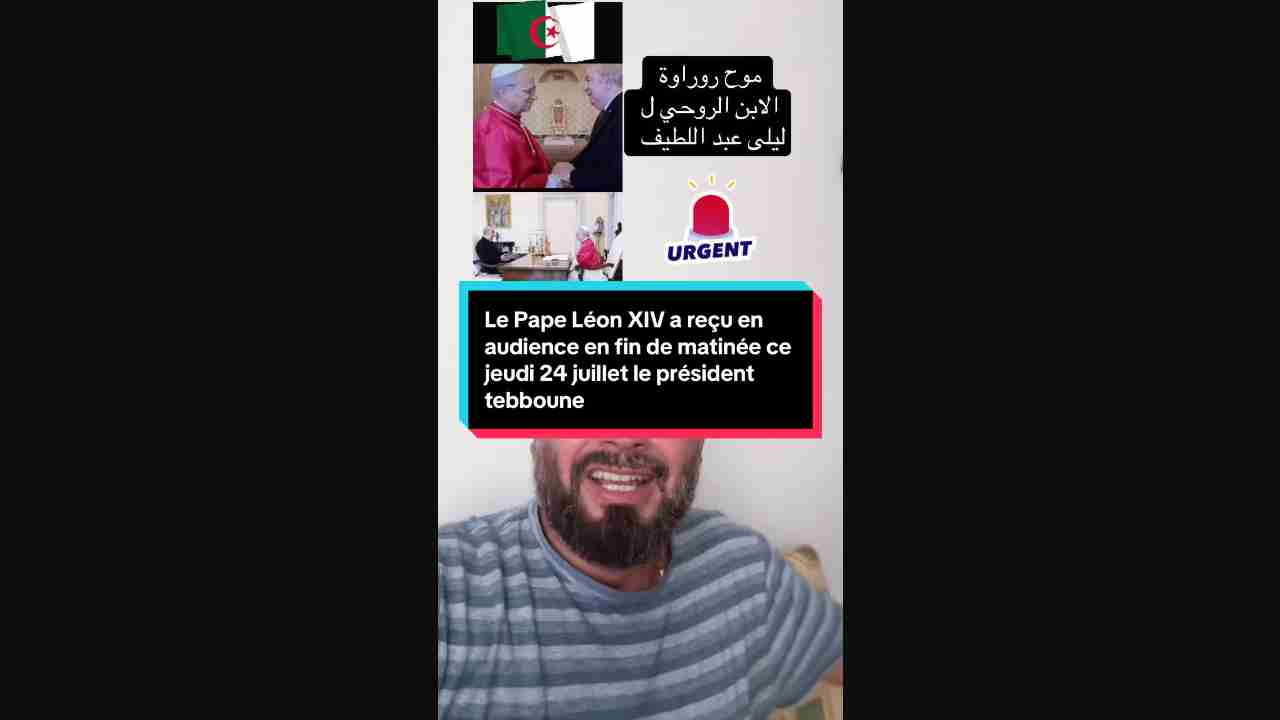 موح روراوة
الابن الروحي ل
ليلى عبد اللطيف
URGENT
Le Pape Léon XIV a reçu en
audience en fin de matinée ce
jeudi 24 juillet le président
tebboune